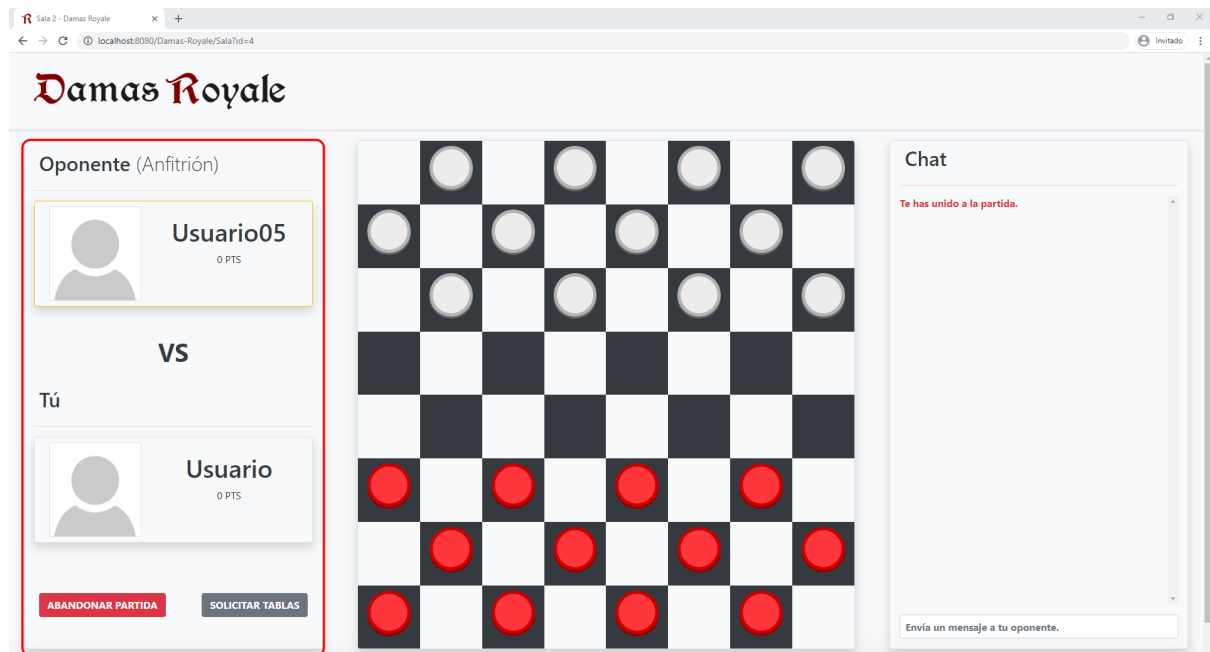 Sala 2 - Damas Royale
localhost:8080/Damas-Royale/Sala?id=4
Invitado
Damas Royale
Oponente (Anfitrión)
Usuario05
0 PTS
VS
Tú
Usuario
0 PTS
ABANDONAR PARTIDA
SOLICITAR TABLAS
Chat
Te has unido a la partida.
Envía un mensaje a tu oponente.